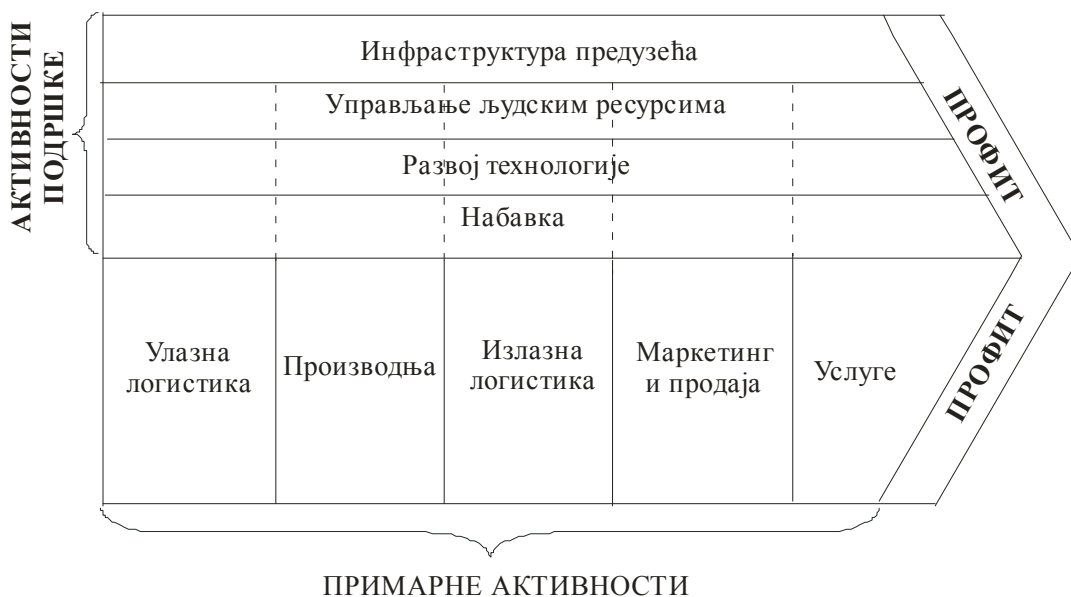 АКТИВНОСТИ
ПОДРШКЕ
Инфраструктура предузећа
Управљање људским ресурсима
Развој технологије
Набавка
ПРОФИТ
Улазна
логистика
Производња
Излазна
логистика
Маркетинг
и продаја
Услуге
ПРОФИТ
ПРИМАРНЕ АКТИВНОСТИ